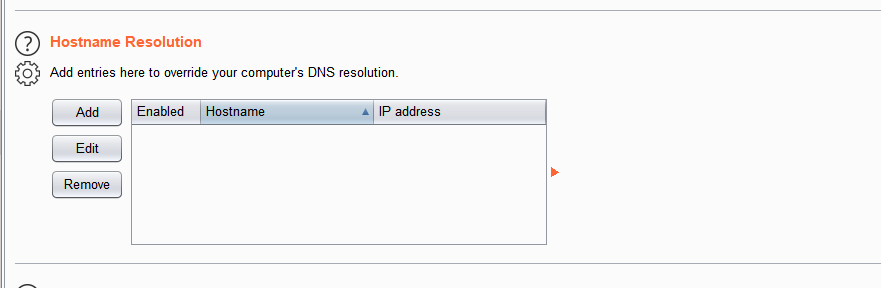 Hostname Resolution
Add entries here to override your computer's DNS resolution.
Add
Enabled Hostname IP address
Edit
Remove